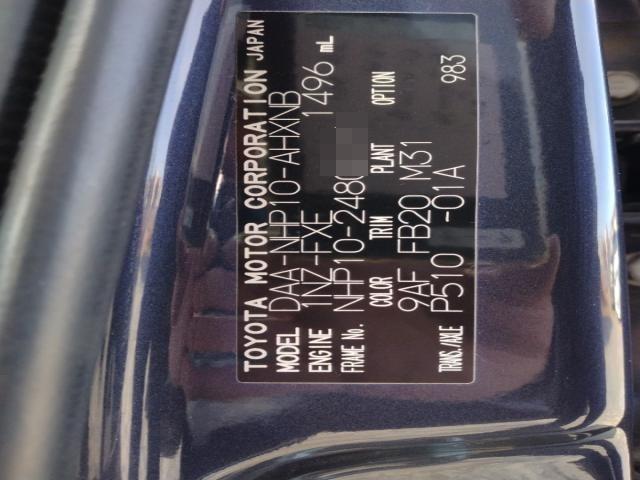 TOYOTA MOTOR CORPORATION JAPAN
MODEL DAA-NHP10-AHXNB
ENGINE 1NZ-FXE 1496 mL
FRAME No. NHP10-248
COLOR TRIM PLANT OPTION
9AF FB20 M31 983
TRANS./AXLE P510 -01A